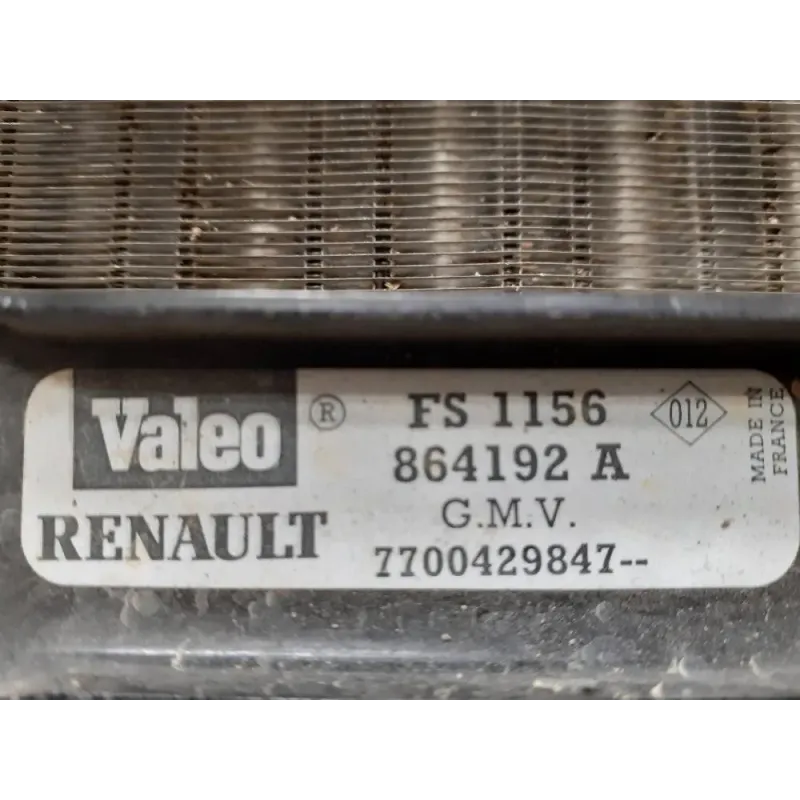 Valeo ®
RENAULT
FS 1156
864192 A
G.M.V.
7700429847--
012
MADE IN
FRANCE